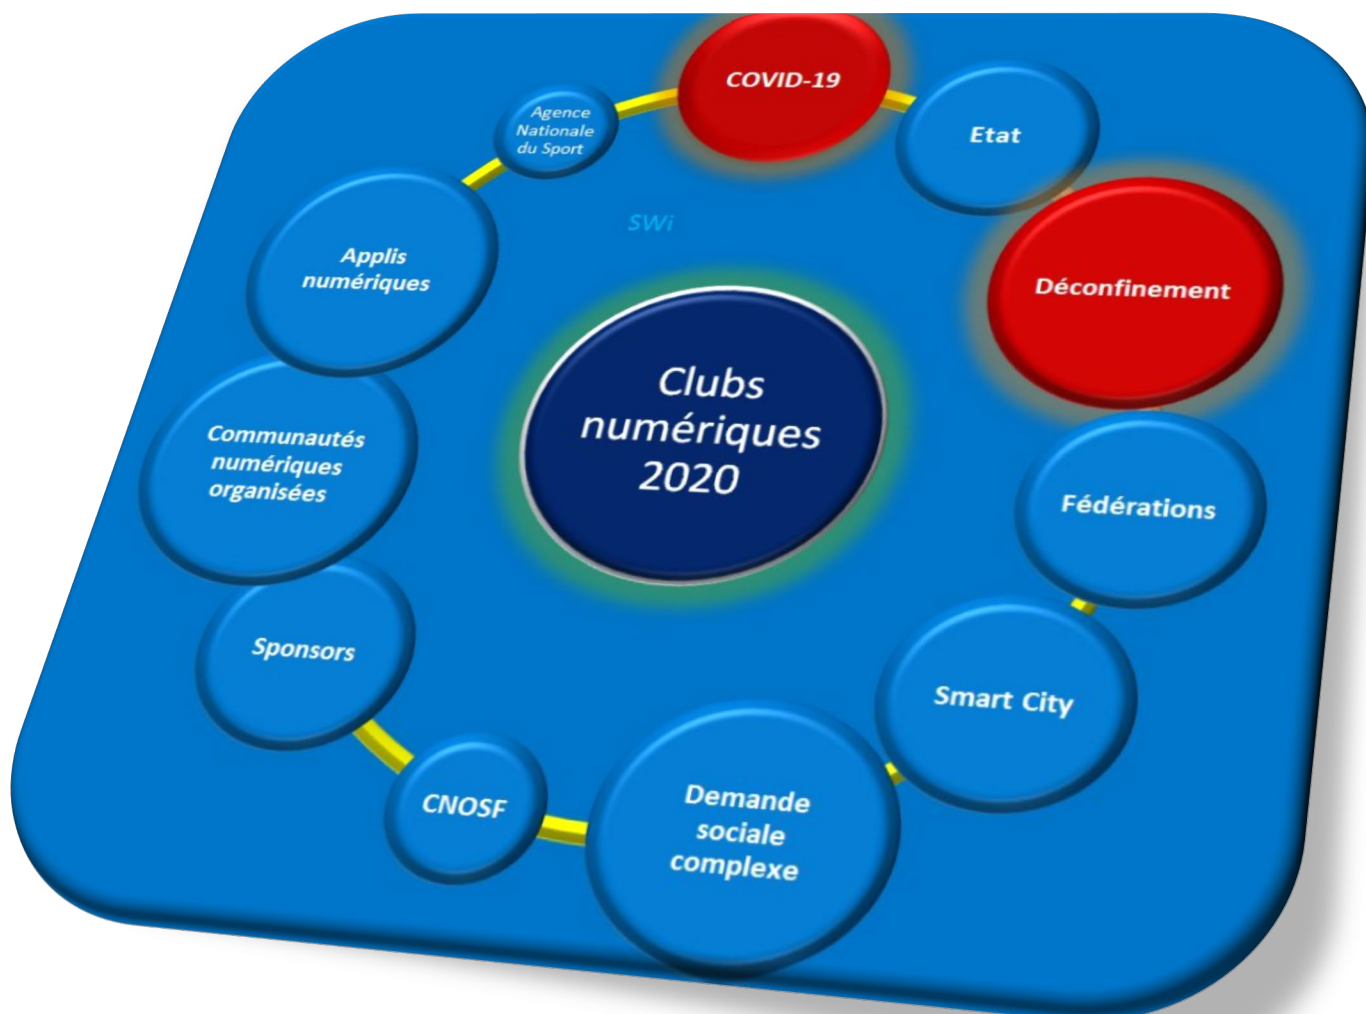 COVID-19
Agence
Nationale
du Sport
Etat
SWi
Applis
numériques
Déconfinement
Clubs
numériques
2020
Communautés
numériques
organisées
Fédérations
Sponsors
Smart City
CNOSF
Demande
sociale
complexe